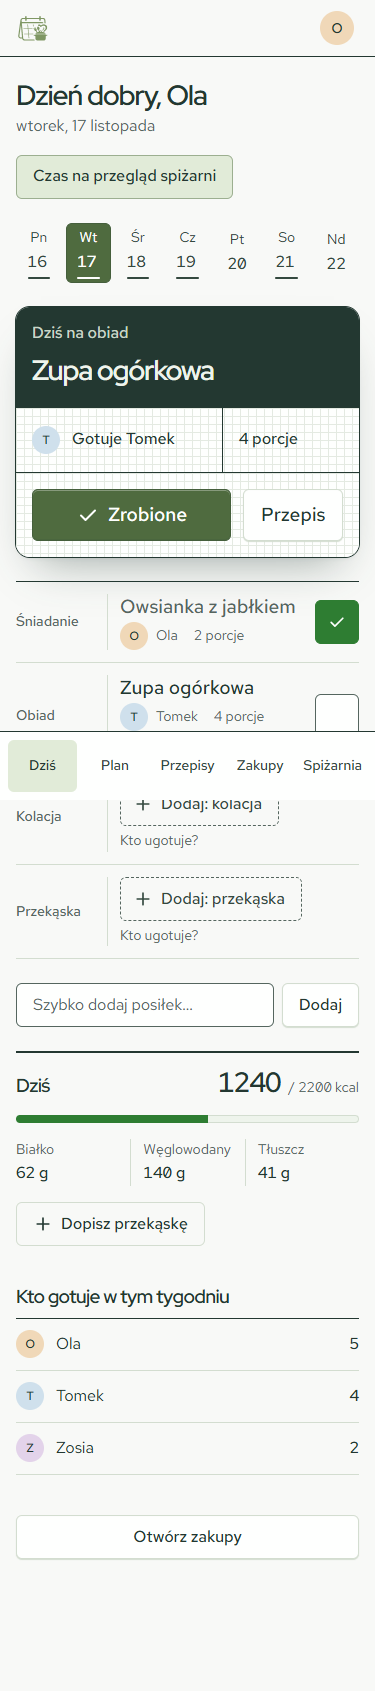 O
Dzień dobry, Ola
wtorek, 17 listopada
Czas na przegląd spiżarni
Pn Wt Śr Cz Pt So Nd
16 17 18 19 20 21 22
Dziś na obiad
Zupa ogórkowa
T Gotuje Tomek 4 porcje
Zrobione Przepis
Śniadanie
Owsianka z jabłkiem
O Ola 2 porcje
Obiad
Zupa ogórkowa
T Tomek 4 porcje
Dziś Plan Przepisy Zakupy Spiżarnia
Kolacja
+ Dodaj: kolacja
Kto ugotuje?
Przekąska
+ Dodaj: przekąska
Kto ugotuje?
Szybko dodaj posiłek... Dodaj
Dziś 1240 / 2200 kcal
Białko Węglowodany Tłuszcz
62 g 140 g 41 g
+ Dopisz przekąskę
Kto gotuje w tym tygodniu
O Ola 5
T Tomek 4
Z Zosia 2
Otwórz zakupy